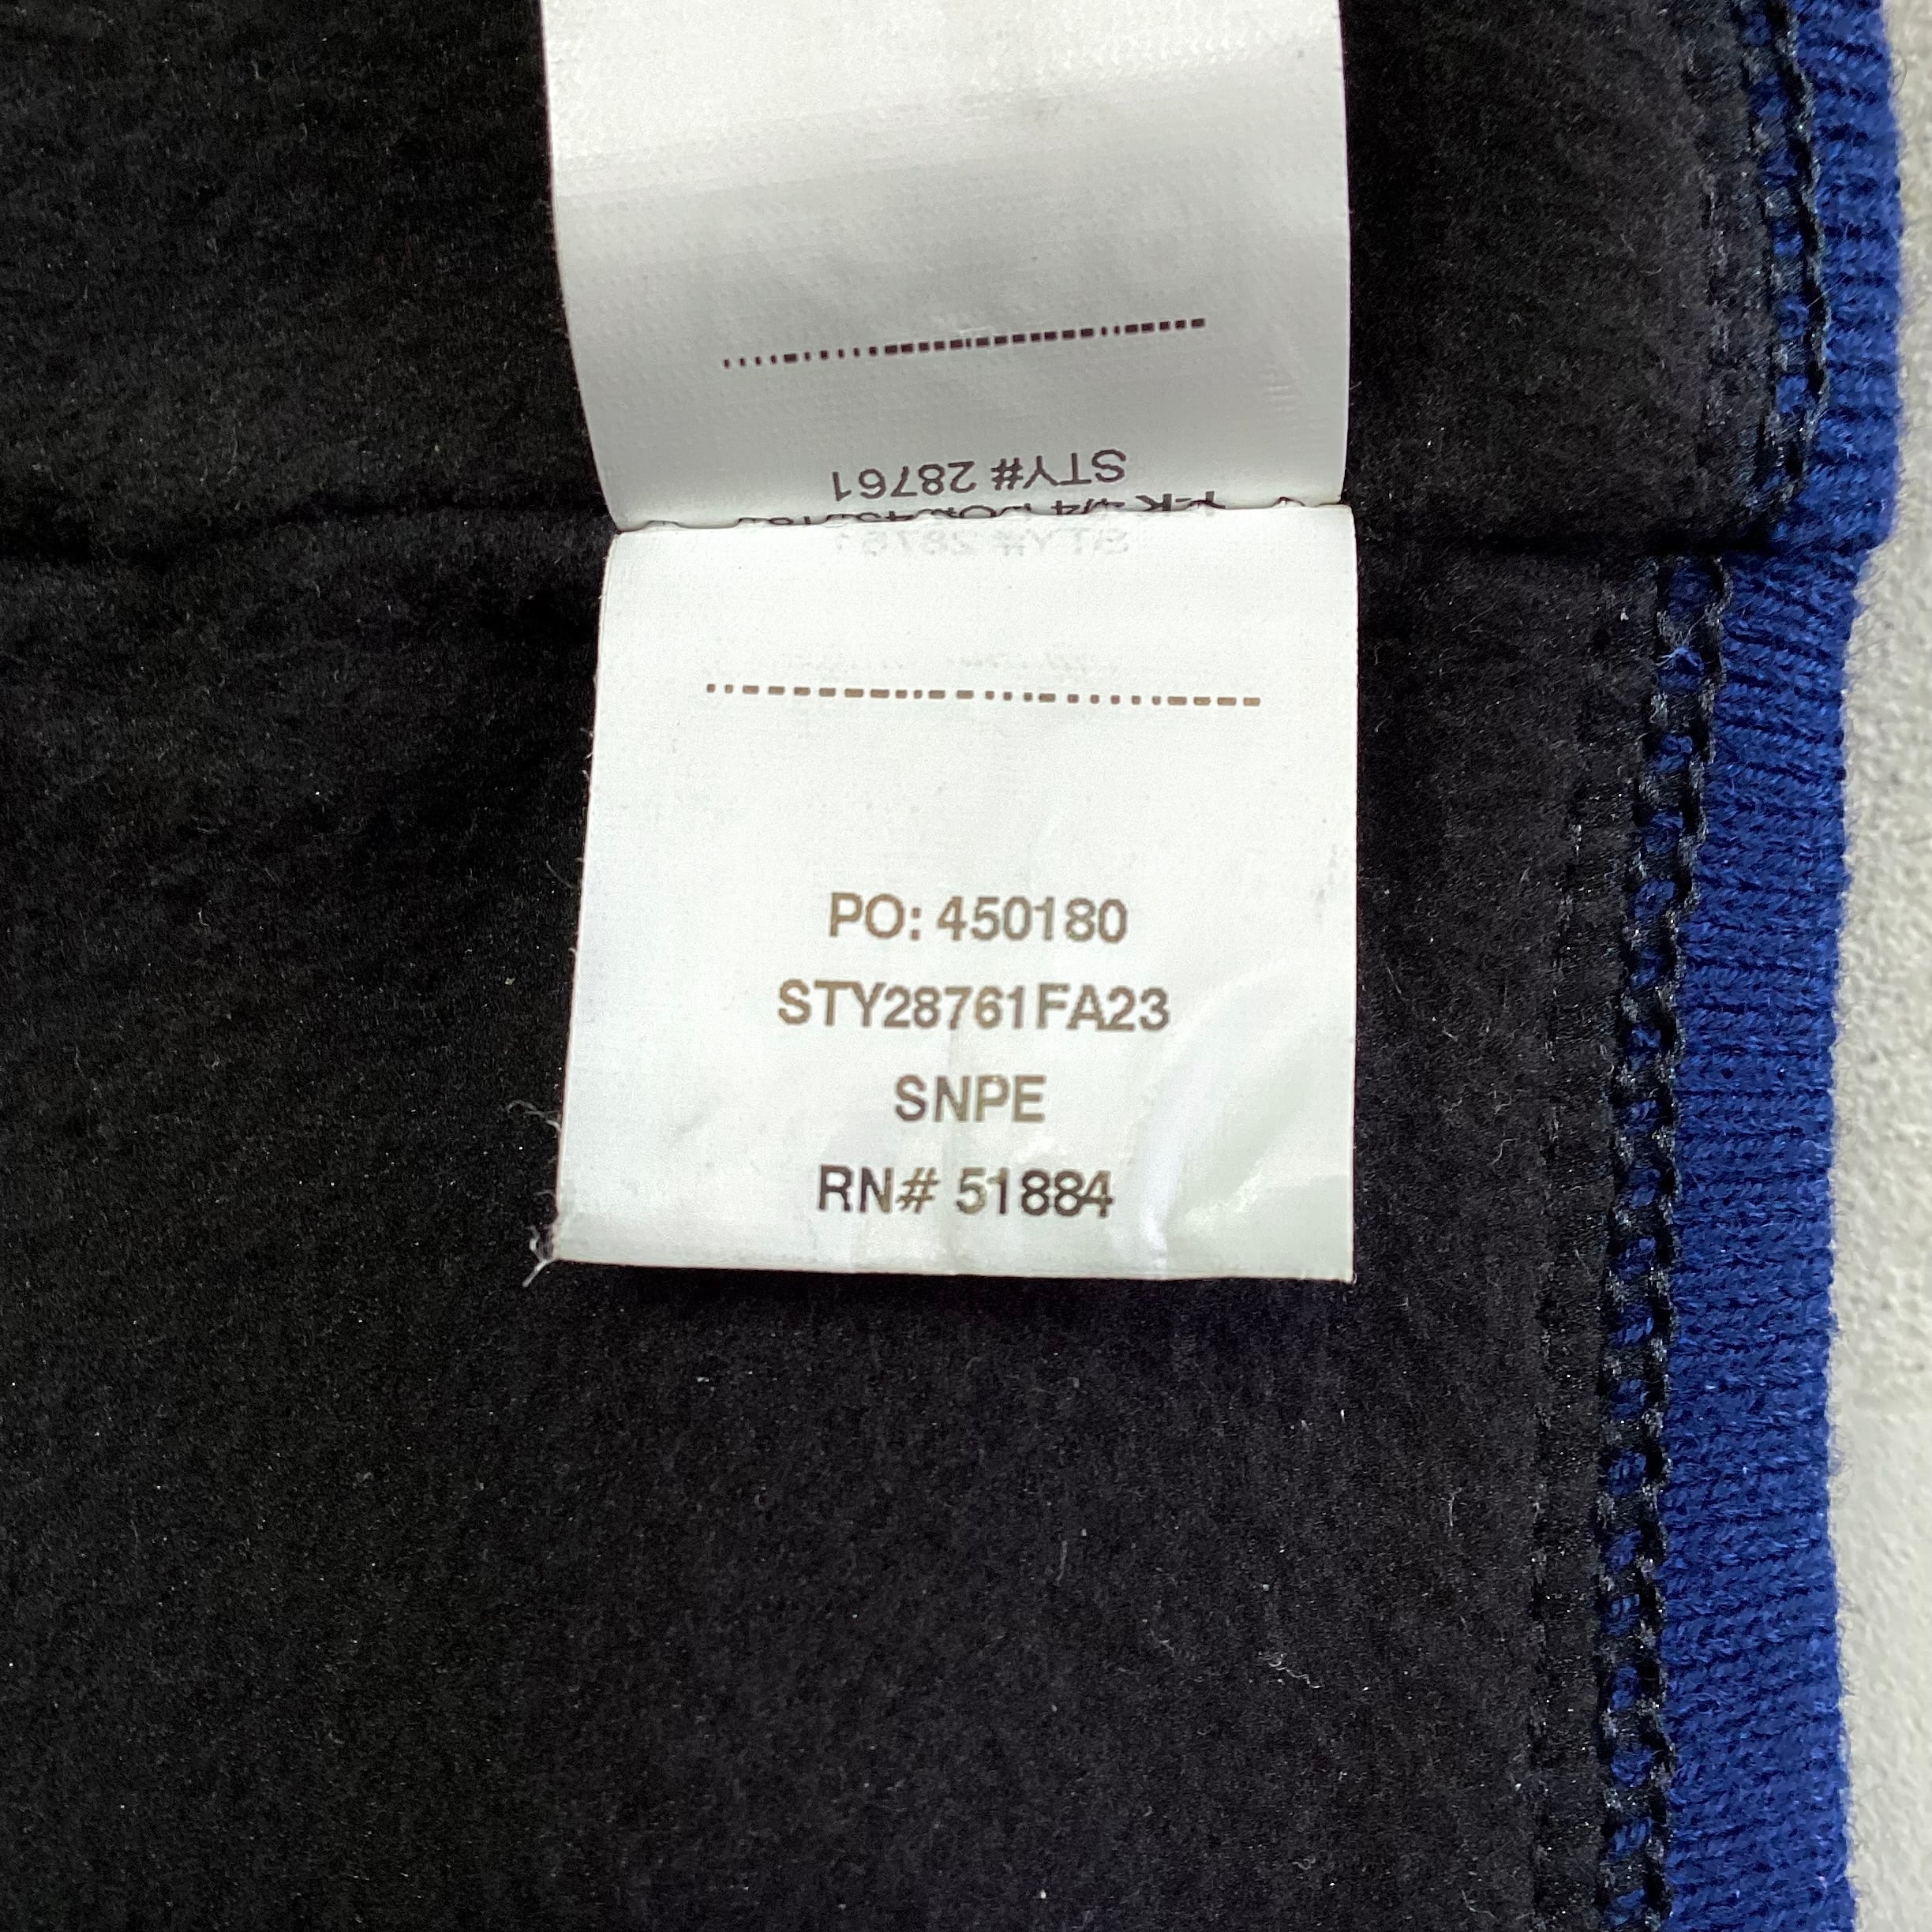 STY# 28761
PO: 450180
STY28761FA23
SNPE
RN# 51884